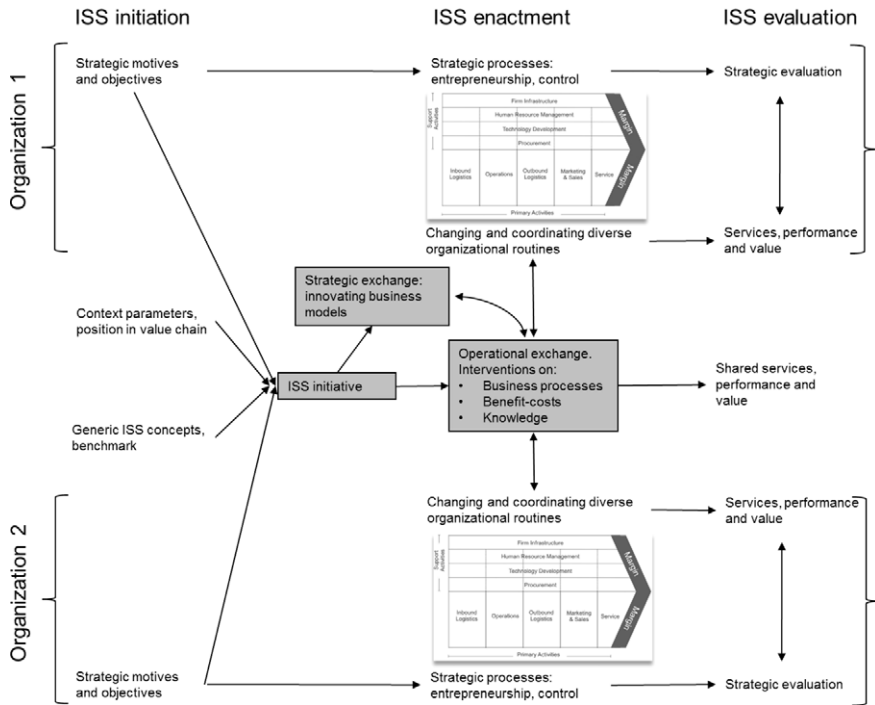 ISS initiation
ISS enactment
ISS evaluation
Organization 1
Strategic motives
and objectives
Strategic processes:
entrepreneurship, control
Strategic evaluation
Support
Activities
Firm Infrastructure
Human Resource Management
Technology Development
Procurement
Inbound
Logistics
Operations
Outbound
Logistics
Marketing
& Sales
Service
Margin
Margin
Primary Activities
Changing and coordinating diverse
organizational routines
Services, performance
and value
Strategic exchange:
innovating business
models
Context parameters,
position in value chain
ISS initiative
Operational exchange.
Interventions on:
• Business processes
• Benefit-costs
• Knowledge
Shared services,
performance and
value
Generic ISS concepts,
benchmark
Organization 2
Changing and coordinating diverse
organizational routines
Services, performance
and value
Support
Activities
Firm Infrastructure
Human Resource Management
Technology Development
Procurement
Inbound
Logistics
Operations
Outbound
Logistics
Marketing
& Sales
Service
Margin
Margin
Primary Activities
Strategic motives
and objectives
Strategic processes:
entrepreneurship, control
Strategic evaluation